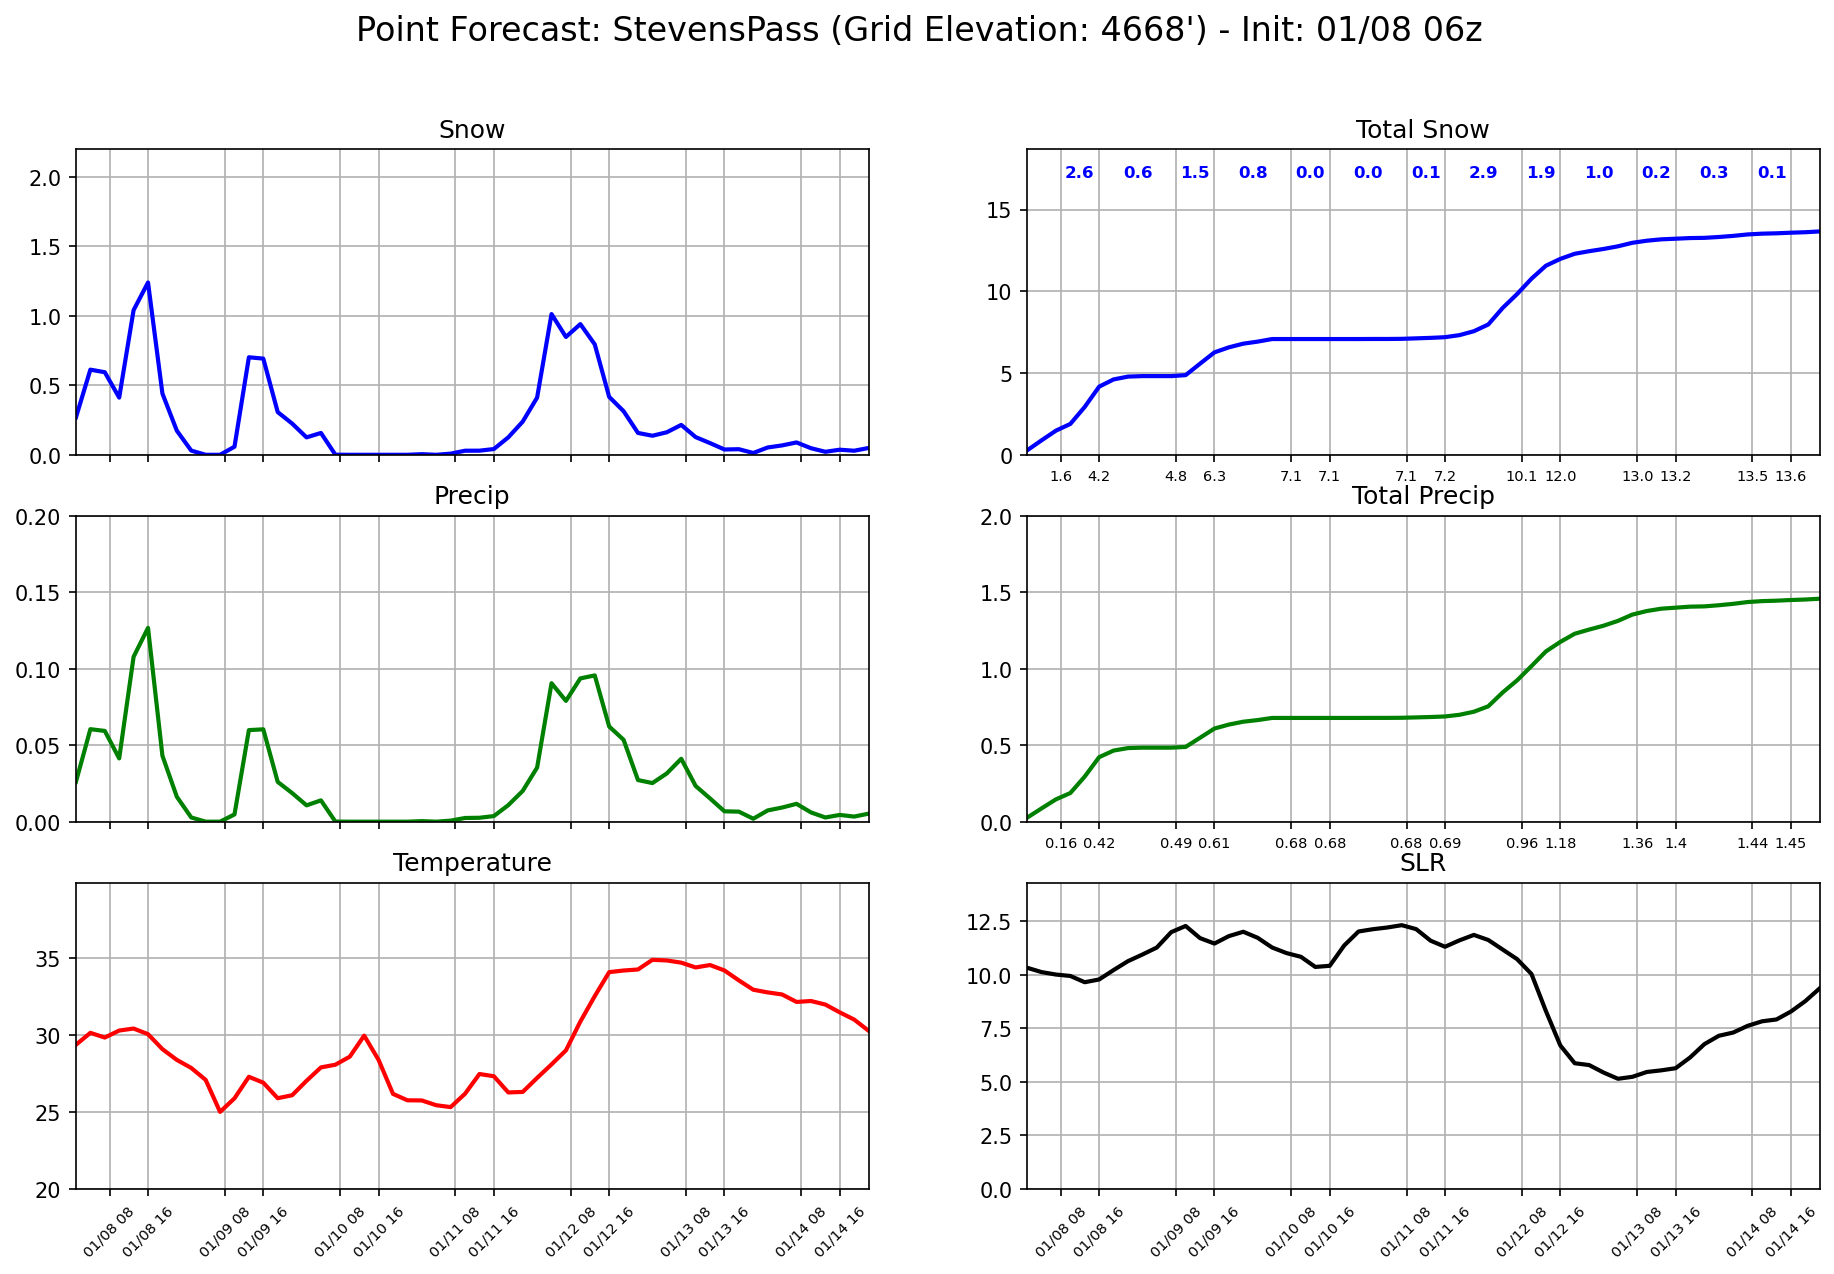 Point Forecast: StevensPass (Grid Elevation: 4668') - Init: 01/08 06z
Snow
2.0
1.5
1.0
0.5
0.0
Total Snow
2.6 0.6 1.5 0.8 0.0 0.0 0.1 2.9 1.9 1.0 0.2 0.3 0.1
15
10
5
0
1.6 4.2 4.8 6.3 7.1 7.1 7.1 7.2 10.1 12.0 13.0 13.2 13.5 13.6
Precip
0.20
0.15
0.10
0.05
0.00
Total Precip
2.0
1.5
1.0
0.5
0.0
0.16 0.42 0.49 0.61 0.68 0.68 0.68 0.69 0.96 1.18 1.36 1.4 1.44 1.45
Temperature
35
30
25
20
01/08 08 01/08 16 01/09 08 01/09 16 01/10 08 01/10 16 01/11 08 01/11 16 01/12 08 01/12 16 01/13 08 01/13 16 01/14 08 01/14 16
SLR
12.5
10.0
7.5
5.0
2.5
0.0
01/08 08 01/08 16 01/09 08 01/09 16 01/10 08 01/10 16 01/11 08 01/11 16 01/12 08 01/12 16 01/13 08 01/13 16 01/14 08 01/14 16